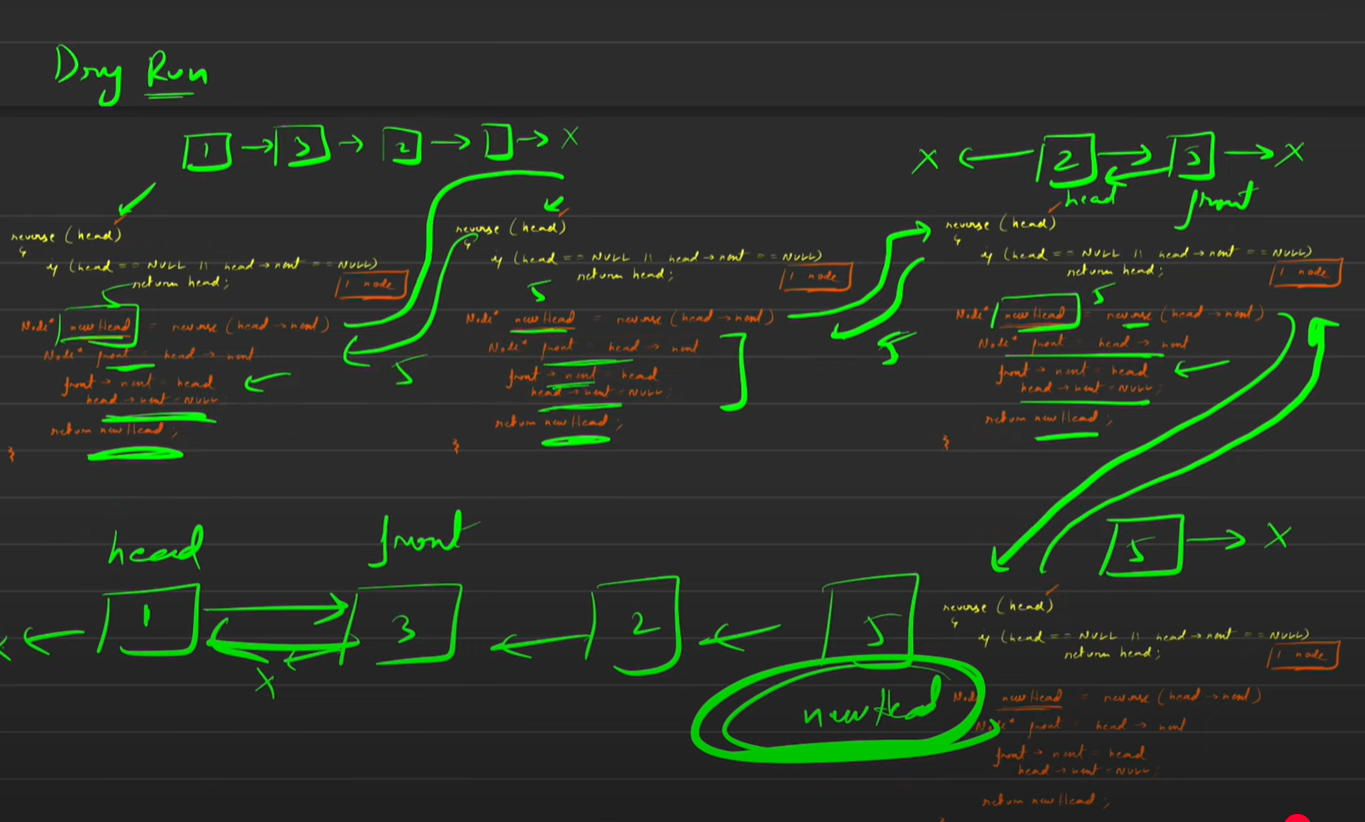 Dry Run
1 → 3 → 2 → → X
X ← 2 → 5 → X
head front
reverse (head)
if (head == NULL || head → next == NULL)
return head;
1 node
5
Node* newHead = reverse (head → next)
Node* front = head → next
front → next = head
head → next = NULL;
return newHead;
}
5
reverse (head)
if (head == NULL || head → next == NULL)
return head;
1 node
5
Node* newHead = reverse (head → next)
Node* front = head → next
front → next = head
head → next = NULL;
return newHead;
}
5
reverse (head)
if (head == NULL || head → next == NULL)
return head;
1 node
5
Node* newHead = reverse (head → next)
Node* front = head → next
front → next = head
head → next = NULL;
return newHead;
}
head front
X ← 1 → 3 ← 2 ← 5
X
newHead
5 → X
reverse (head)
if (head == NULL || head → next == NULL)
return head;
1 node
Node* newHead = reverse (head → next)
Node* front = head → next
front → next = head
head → next = NULL;
return newHead;